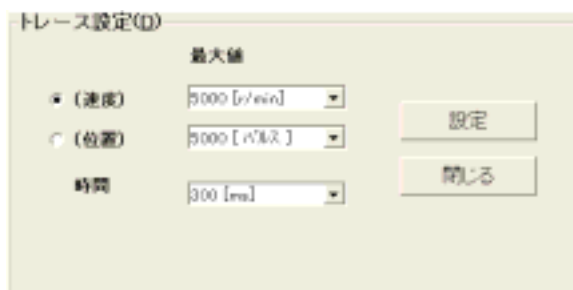 トレース設定(D)
最大値
(速度) 5000 [r/min]
設定
(位置) 5000 [ パルス ]
閉じる
時間 300 [ms]